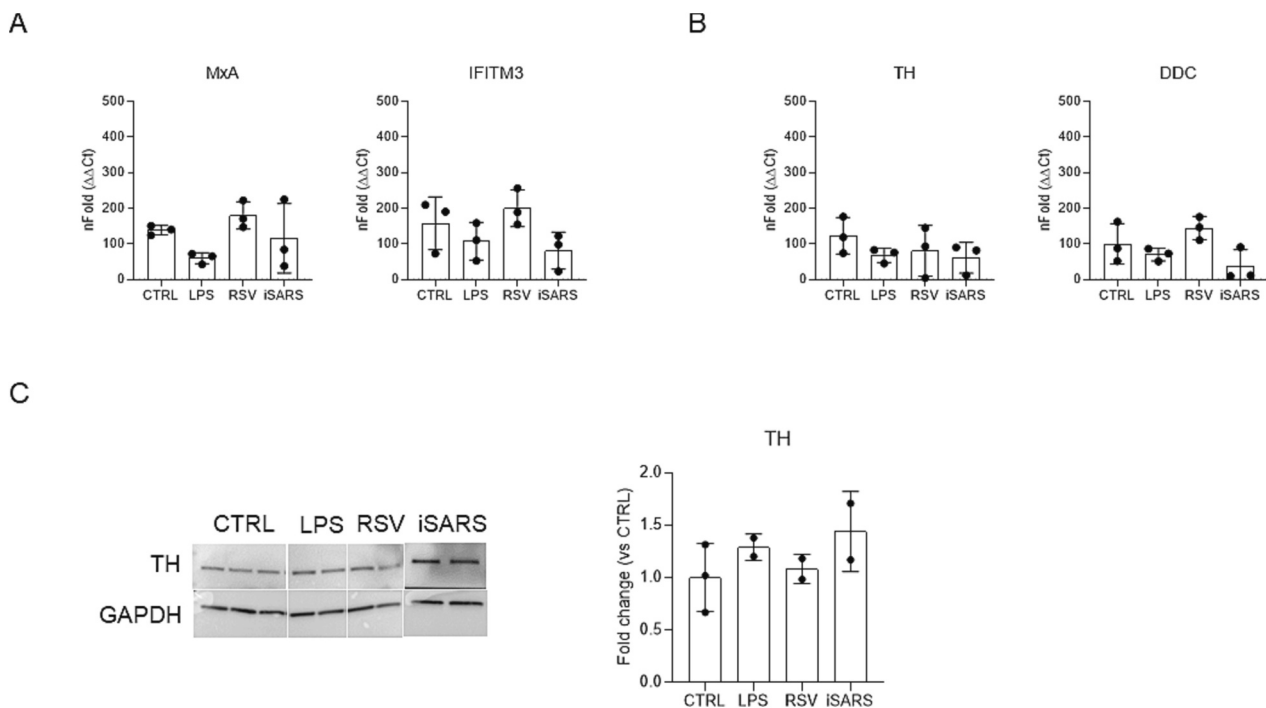 A
B
MxA
IFITM3
TH
DDC
nFold (ΔΔCt)
500
400
300
200
100
0
CTRL LPS RSV iSARS
nFold (ΔΔCt)
500
400
300
200
100
0
CTRL LPS RSV iSARS
nFold (ΔΔCt)
500
400
300
200
100
0
CTRL LPS RSV iSARS
nFold (ΔΔCt)
500
400
300
200
100
0
CTRL LPS RSV iSARS
C
CTRL LPS RSV iSARS
TH
GAPDH
TH
Fold change (vs CTRL)
2.0
1.5
1.0
0.5
0.0
CTRL LPS RSV iSARS